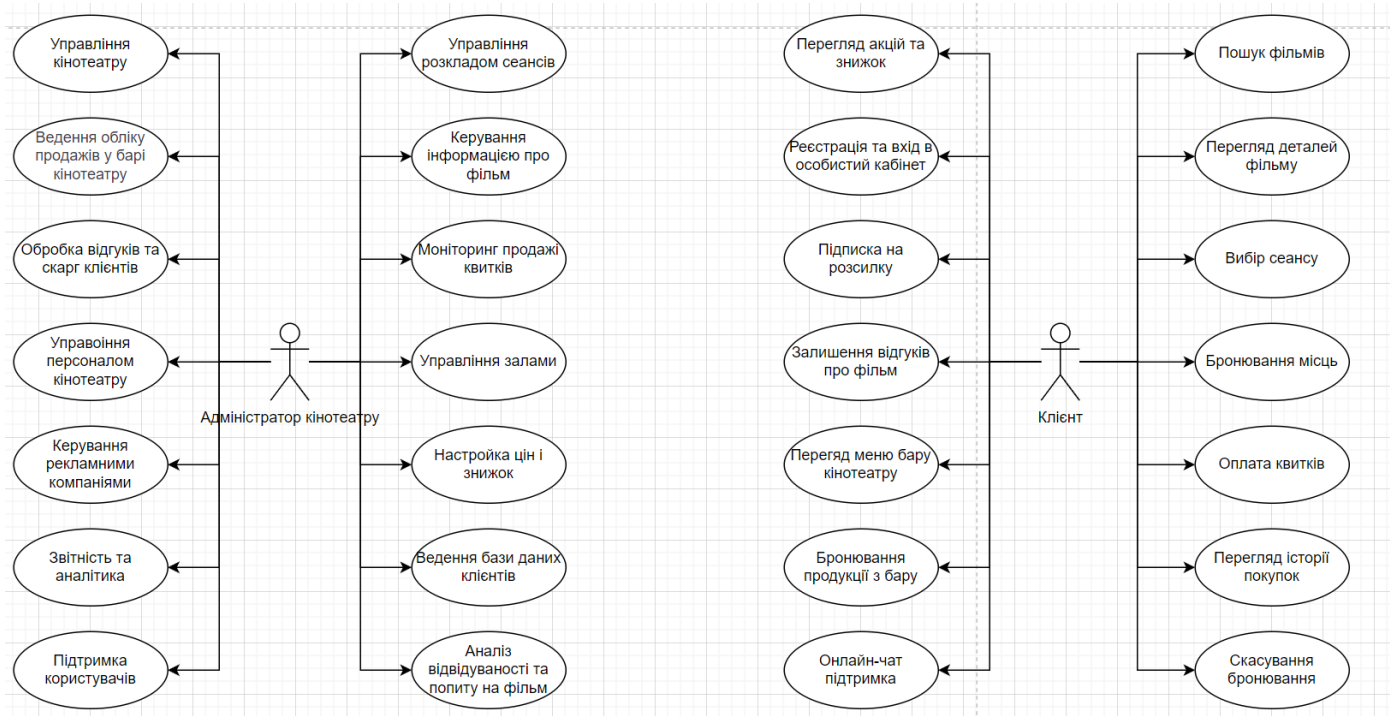 Управління
кінотеатру
Ведення обліку
продажів у барі
кінотеатру
Обробка відгуків та
скарг клієнтів
Управоіння
персоналом
кінотеатру
Керування
рекламними
компаніями
Звітність та
аналітика
Підтримка
користувачів
Адміністратор кінотеатру
Управління
розкладом сеансів
Керування
інформацією про
фільм
Моніторинг продажі
квитків
Управління залами
Настройка цін і
знижок
Ведення бази даних
клієнтів
Аналіз
відвідуваності та
попиту на фільм
Перегляд акцій та
знижок
Реєстрація та вхід в
особистий кабінет
Підписка на
розсилку
Залишення відгуків
про фільм
Перегяд меню бару
кінотеатру
Бронювання
продукції з бару
Онлайн-чат
підтримка
Клієнт
Пошук фільмів
Перегляд деталей
фільму
Вибір сеансу
Бронювання місць
Оплата квитків
Перегляд історії
покупок
Скасування
бронювання